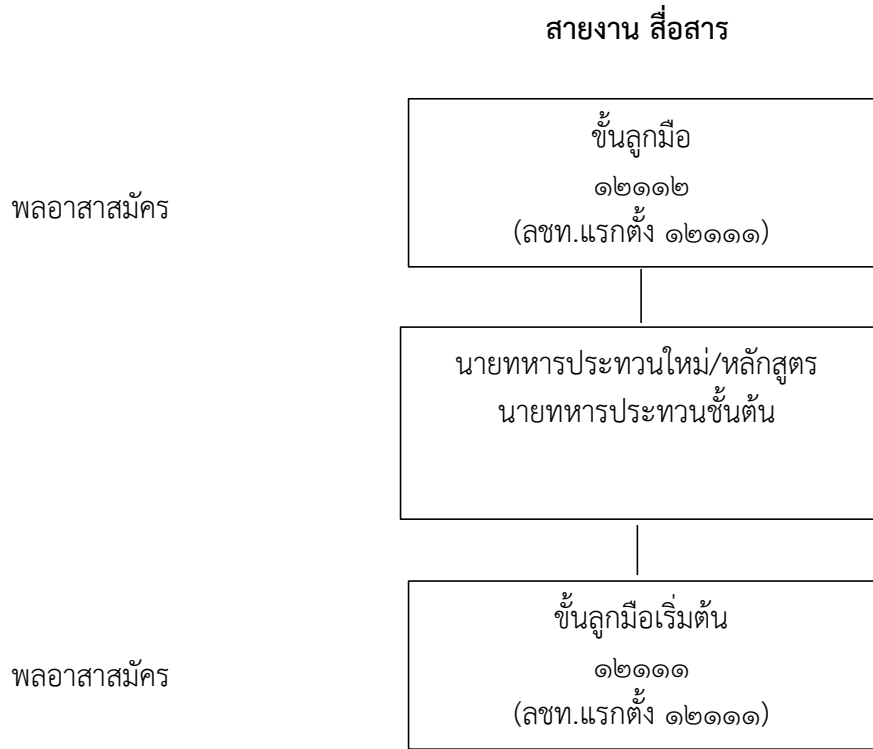 สายงาน สื่อสาร
ขั้นลูกมือ
๑๒๑๑๒
(ลชท.แรกตั้ง ๑๒๑๑๑)
พลอาสาสมัคร
นายทหารประทวนใหม่/หลักสูตร
นายทหารประทวนชั้นต้น
ขั้นลูกมือเริ่มต้น
๑๒๑๑๑
(ลชท.แรกตั้ง ๑๒๑๑๑)
พลอาสาสมัคร